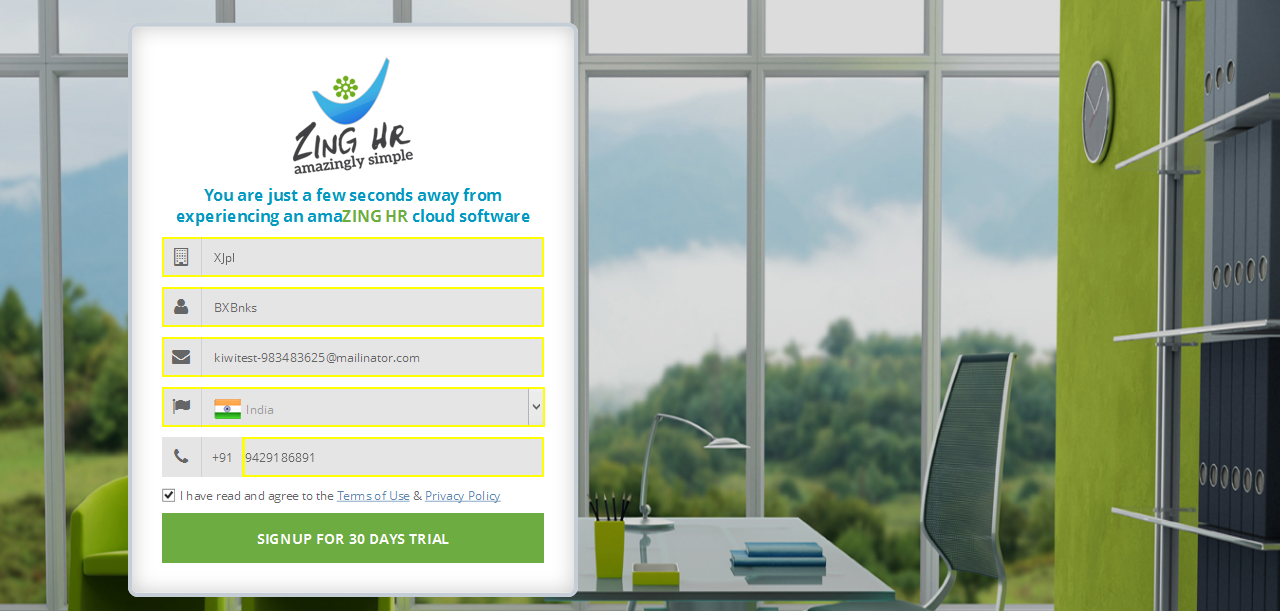 ZING HR
amazingly simple
You are just a few seconds away from
experiencing an amaZING HR cloud software
XJpl
BXBnks
kiwitest-983483625@mailinator.com
India
+91 9429186891
I have read and agree to the Terms of Use & Privacy Policy
SIGNUP FOR 30 DAYS TRIAL